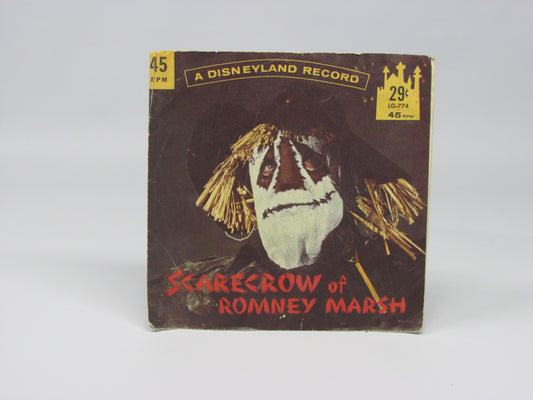 45
RPM
A DISNEYLAND RECORD
29¢
LG-774
45 RPM
SCARECROW of
ROMNEY MARSH